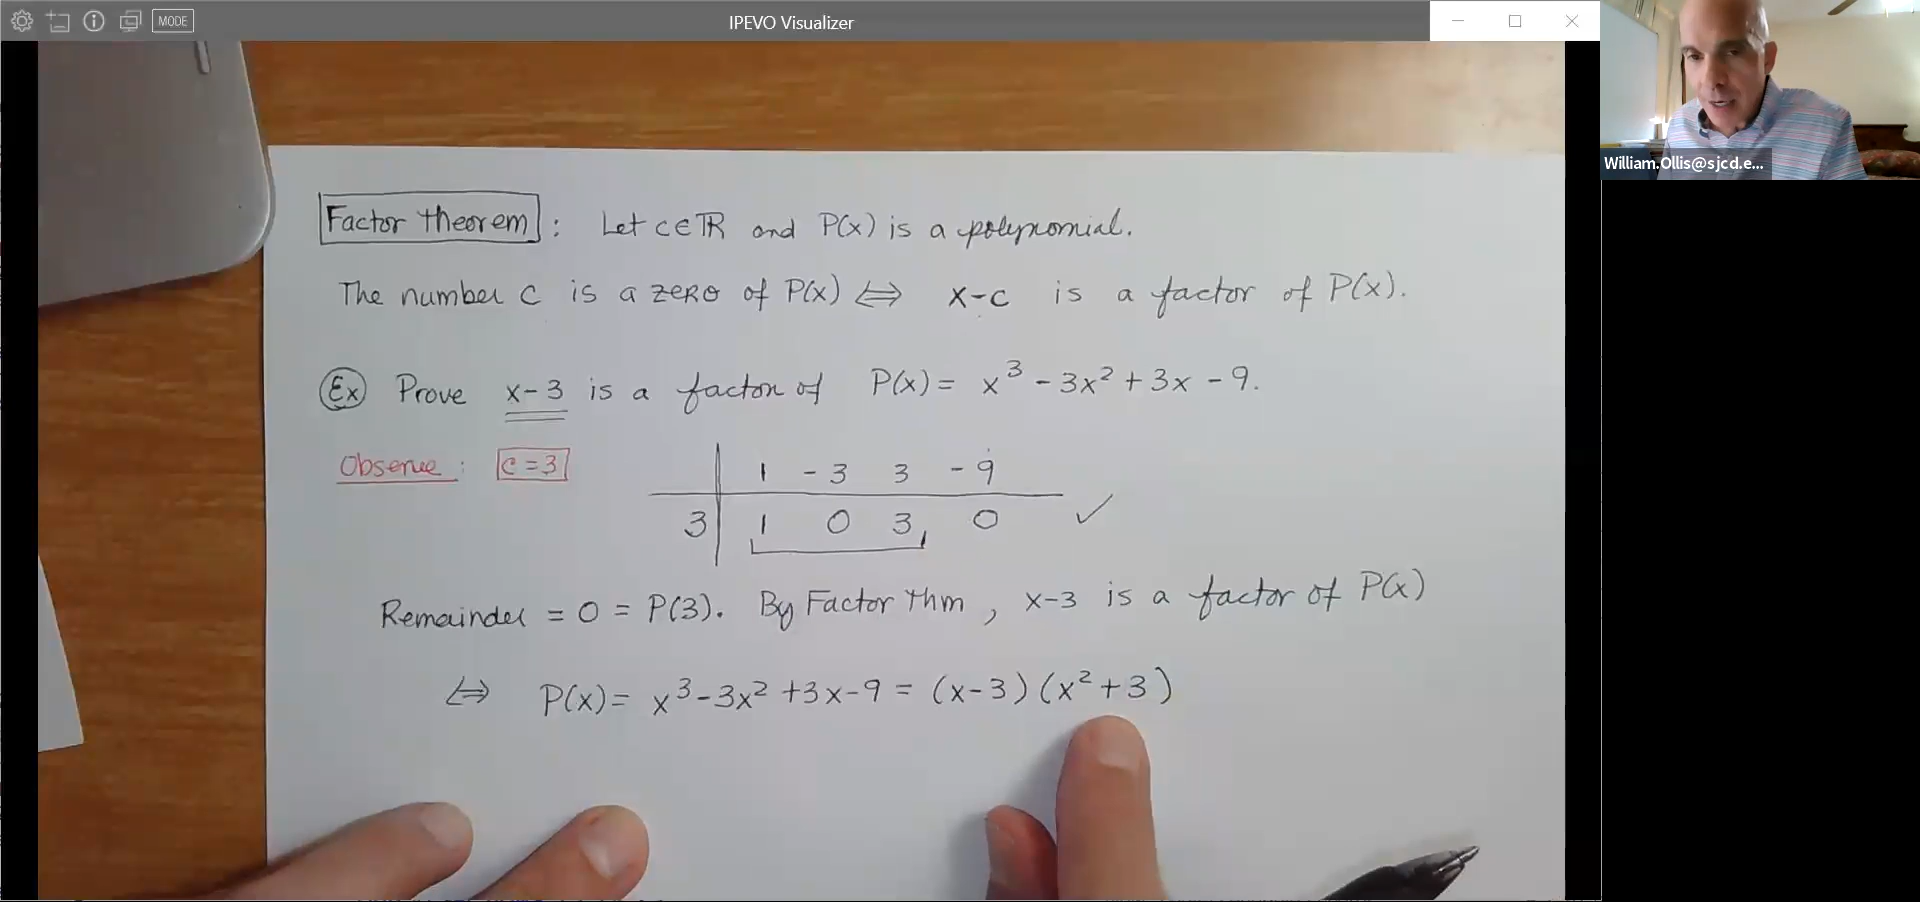 MODE
IPEVO Visualizer
William.Ollis@sjcd.e...
Factor theorem : Let c∈ℝ and P(x) is a polynomial.
The number c is a zero of P(x) ⟺ x-c is a factor of P(x).
Ex Prove x-3 is a factor of P(x) = x³ - 3x² + 3x - 9.
Observe : c=3
1 -3 3 -9
3 1 0 3 0 ✓
Remainder = 0 = P(3). By Factor thm, x-3 is a factor of P(x)
⟺ P(x) = x³-3x²+3x-9 = (x-3)(x²+3)